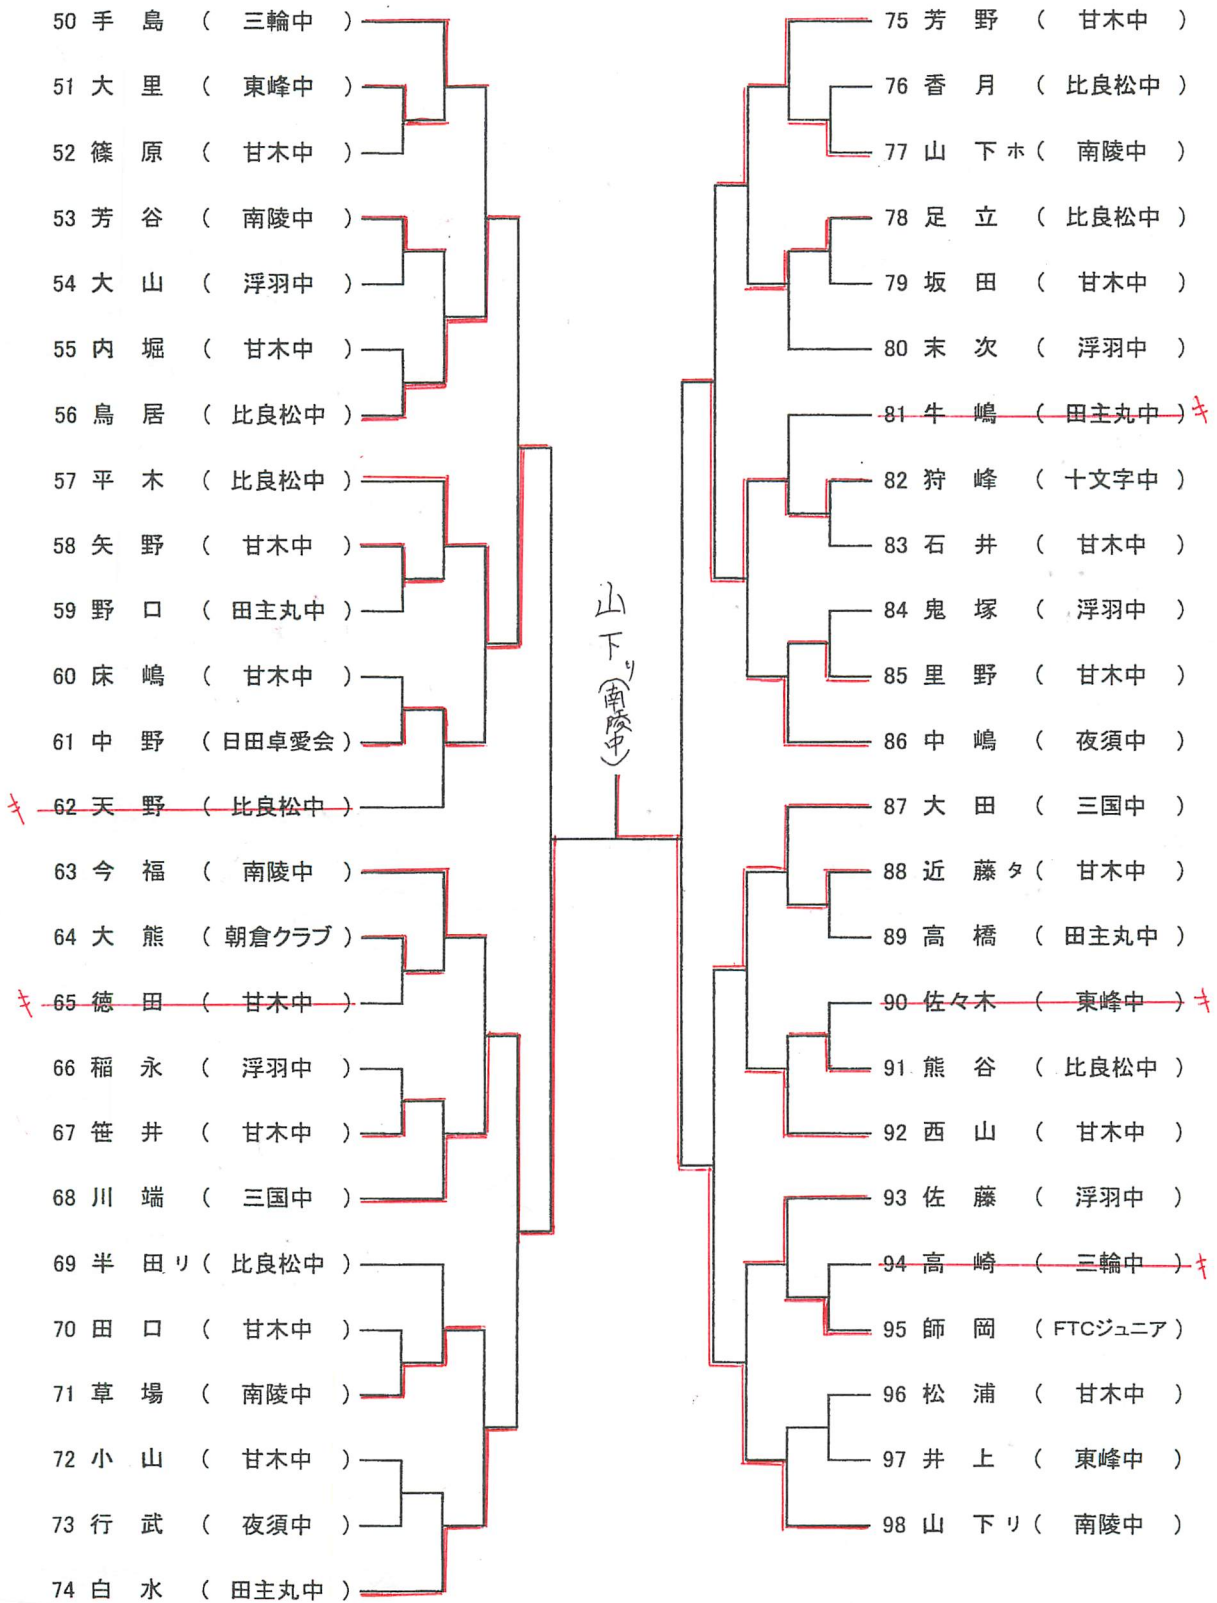 50 手 島 ( 三輪中 )
51 大 里 ( 東峰中 )
52 篠 原 ( 甘木中 )
53 芳 谷 ( 南陵中 )
54 大 山 ( 浮羽中 )
55 内 堀 ( 甘木中 )
56 鳥 居 ( 比良松中 )
57 平 木 ( 比良松中 )
58 矢 野 ( 甘木中 )
59 野 口 ( 田主丸中 )
60 床 嶋 ( 甘木中 )
61 中 野 ( 日田卓愛会 )
キ 62 天 野 ( 比良松中 )
63 今 福 ( 南陵中 )
64 大 熊 ( 朝倉クラブ )
キ 65 徳 田 ( 甘木中 )
66 稲 永 ( 浮羽中 )
67 笹 井 ( 甘木中 )
68 川 端 ( 三国中 )
69 半 田 リ ( 比良松中 )
70 田 口 ( 甘木中 )
71 草 場 ( 南陵中 )
72 小 山 ( 甘木中 )
73 行 武 ( 夜須中 )
74 白 水 ( 田主丸中 )
山下リ(南陵中)
75 芳 野 ( 甘木中 )
76 香 月 ( 比良松中 )
77 山 下 ホ ( 南陵中 )
78 足 立 ( 比良松中 )
79 坂 田 ( 甘木中 )
80 末 次 ( 浮羽中 )
81 牛 嶋 ( 田主丸中 ) キ
82 狩 峰 ( 十文字中 )
83 石 井 ( 甘木中 )
84 鬼 塚 ( 浮羽中 )
85 里 野 ( 甘木中 )
86 中 嶋 ( 夜須中 )
87 大 田 ( 三国中 )
88 近 藤 タ ( 甘木中 )
89 高 橋 ( 田主丸中 )
90 佐々木 ( 東峰中 ) キ
91 熊 谷 ( 比良松中 )
92 西 山 ( 甘木中 )
93 佐 藤 ( 浮羽中 )
94 高 崎 ( 三輪中 ) キ
95 師 岡 ( FTCジュニア )
96 松 浦 ( 甘木中 )
97 井 上 ( 東峰中 )
98 山 下 リ ( 南陵中 )